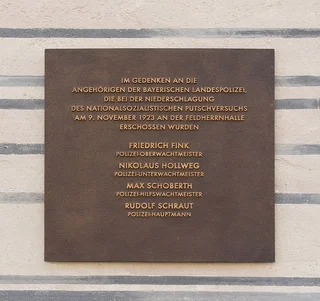 IM GEDENKEN AN DIE
ANGEHÖRIGEN DER BAYERISCHEN LANDESPOLIZEI,
DIE BEI DER NIEDERSCHLAGUNG
DES NATIONALSOZIALISTISCHEN PUTSCHVERSUCHS
AM 9. NOVEMBER 1923 AN DER FELDHERRNHALLE
ERSCHOSSEN WURDEN
FRIEDRICH FINK
POLIZEI-OBERWACHTMEISTER
NIKOLAUS HOLLWEG
POLIZEI-UNTERWACHTMEISTER
MAX SCHOBERTH
POLIZEI-HILFSWACHTMEISTER
RUDOLF SCHRAUT
POLIZEI-HAUPTMANN